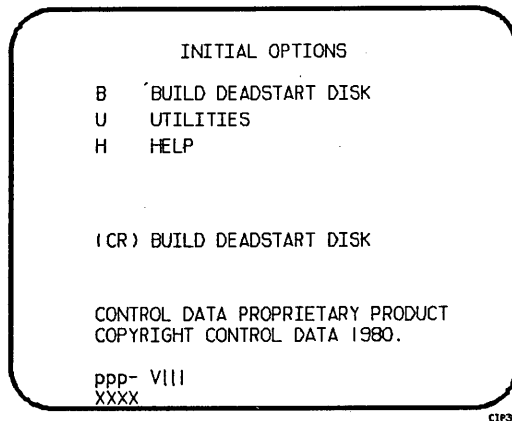 INITIAL OPTIONS
B BUILD DEADSTART DISK
U UTILITIES
H HELP
(CR) BUILD DEADSTART DISK
CONTROL DATA PROPRIETARY PRODUCT
COPYRIGHT CONTROL DATA 1980.
ppp- VIII
XXXX
CIP3